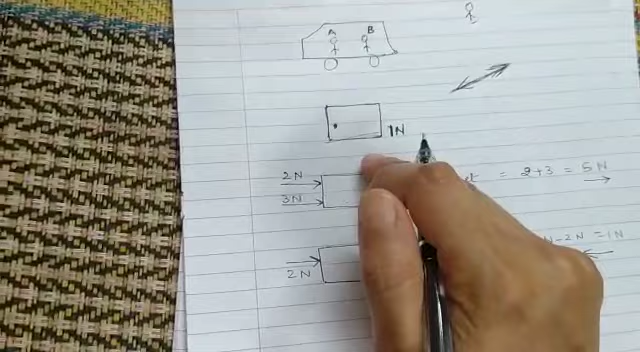 A B
1N
2N
3N = 2+3 = 5N
2N -2N = 1N